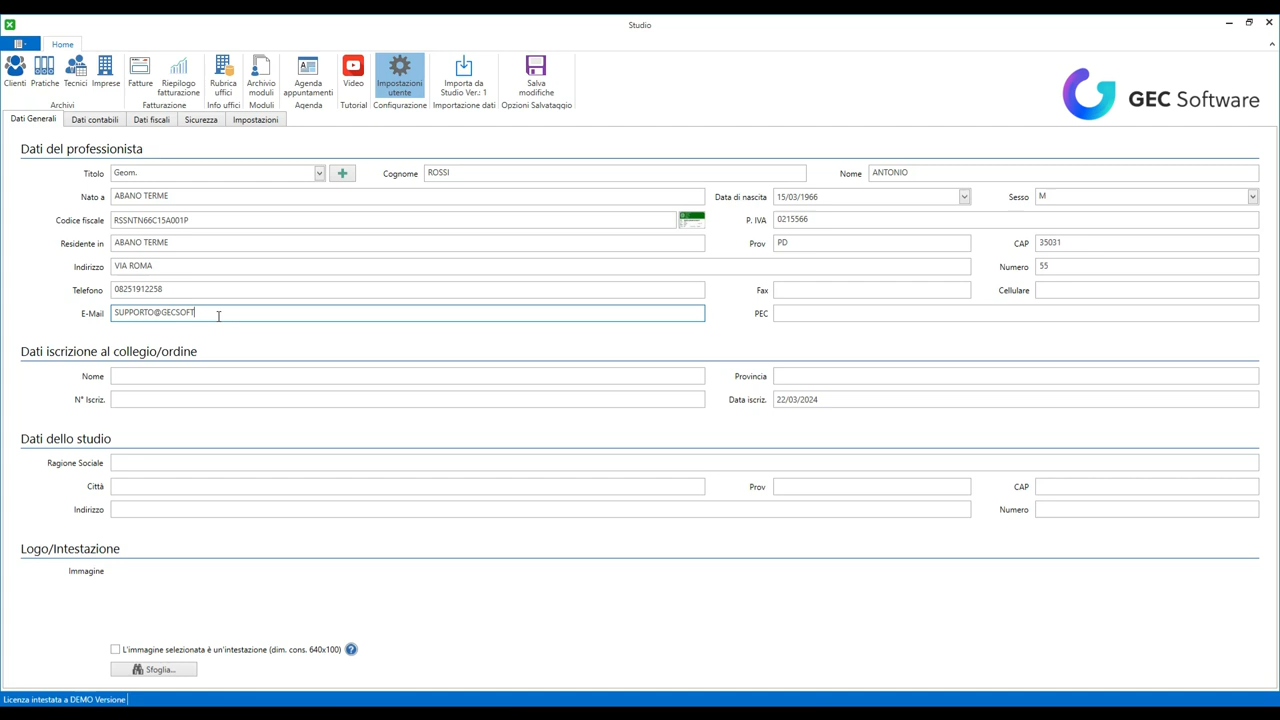 Studio
Home
Clienti Pratiche Tecnici Imprese Fatture Riepilogo fatturazione Rubrica uffici Archivio moduli Agenda appuntamenti Video Impostazioni utente Importa da Studio Ver.: 1 Salva modifiche
Archivi Fatturazione Info uffici Moduli Agenda Tutorial Configurazione Importazione dati Opzioni Salvataggio
GEC Software
Dati Generali Dati contabili Dati fiscali Sicurezza Impostazioni
Dati del professionista
Titolo Geom. Cognome ROSSI Nome ANTONIO
Nato a ABANO TERME Data di nascita 15/03/1966 Sesso M
Codice fiscale RSSNTN66C15A001P P. IVA 0215566
Residente in ABANO TERME Prov PD CAP 35031
Indirizzo VIA ROMA Numero 55
Telefono 08251912258 Fax Cellulare
E-Mail SUPPORTO@GECSOFT PEC
Dati iscrizione al collegio/ordine
Nome Provincia
N° Iscriz. Data iscriz. 22/03/2024
Dati dello studio
Ragione Sociale
Città Prov CAP
Indirizzo Numero
Logo/Intestazione
Immagine
L'immagine selezionata è un'intestazione (dim. cons. 640x100) ?
Sfoglia...
Licenza intestata a DEMO Versione